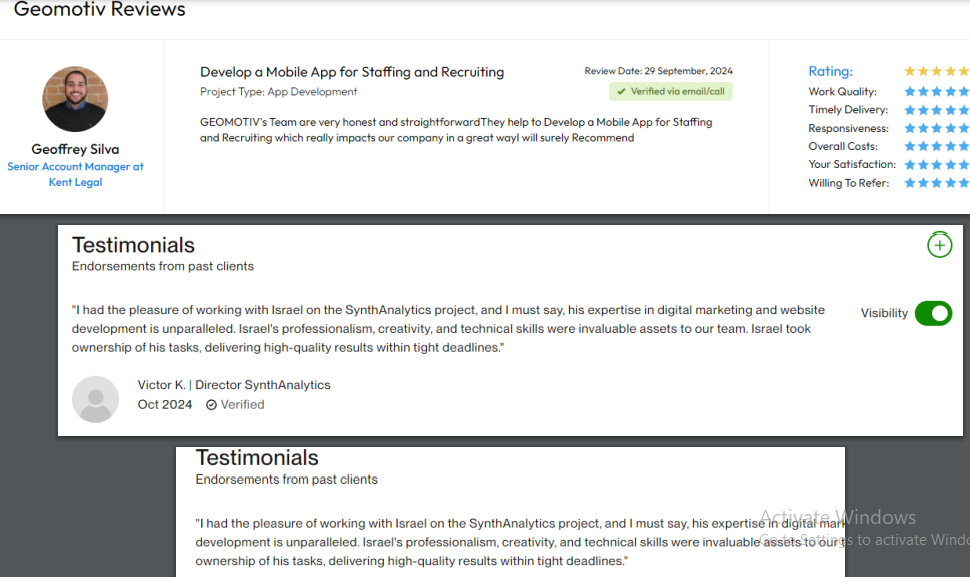 Geomotiv Reviews
Develop a Mobile App for Staffing and Recruiting
Review Date: 29 September, 2024
Rating:
Project Type: App Development
✔ Verified via email/call
Work Quality:
Timely Delivery:
GEOMOTIV's Team are very honest and straightforwardThey help to Develop a Mobile App for Staffing
and Recruiting which really impacts our company in a great wayI will surely Recommend
Responsiveness:
Overall Costs:
Your Satisfaction:
Willing To Refer:
Geoffrey Silva
Senior Account Manager at
Kent Legal
Testimonials
Endorsements from past clients
"I had the pleasure of working with Israel on the SynthAnalytics project, and I must say, his expertise in digital marketing and website
development is unparalleled. Israel's professionalism, creativity, and technical skills were invaluable assets to our team. Israel took
ownership of his tasks, delivering high-quality results within tight deadlines."
Visibility
Victor K. | Director SynthAnalytics
Oct 2024 Verified
Testimonials
Endorsements from past clients
"I had the pleasure of working with Israel on the SynthAnalytics project, and I must say, his expertise in digital mark
development is unparalleled. Israel's professionalism, creativity, and technical skills were invaluable assets to our
ownership of his tasks, delivering high-quality results within tight deadlines."
Activate Windows
Go to Settings to activate Windo